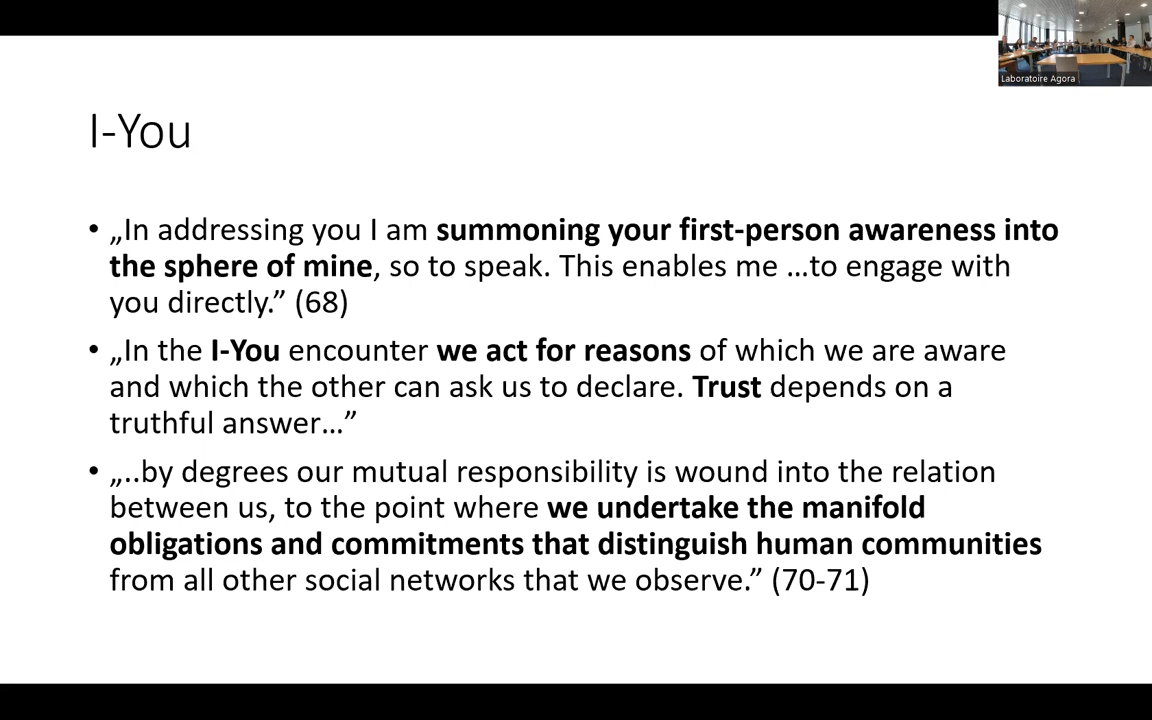 Laboratoire Agora
I-You
• „In addressing you I am summoning your first-person awareness into
the sphere of mine, so to speak. This enables me …to engage with
you directly.” (68)
• „In the I-You encounter we act for reasons of which we are aware
and which the other can ask us to declare. Trust depends on a
truthful answer…”
• „..by degrees our mutual responsibility is wound into the relation
between us, to the point where we undertake the manifold
obligations and commitments that distinguish human communities
from all other social networks that we observe.” (70-71)